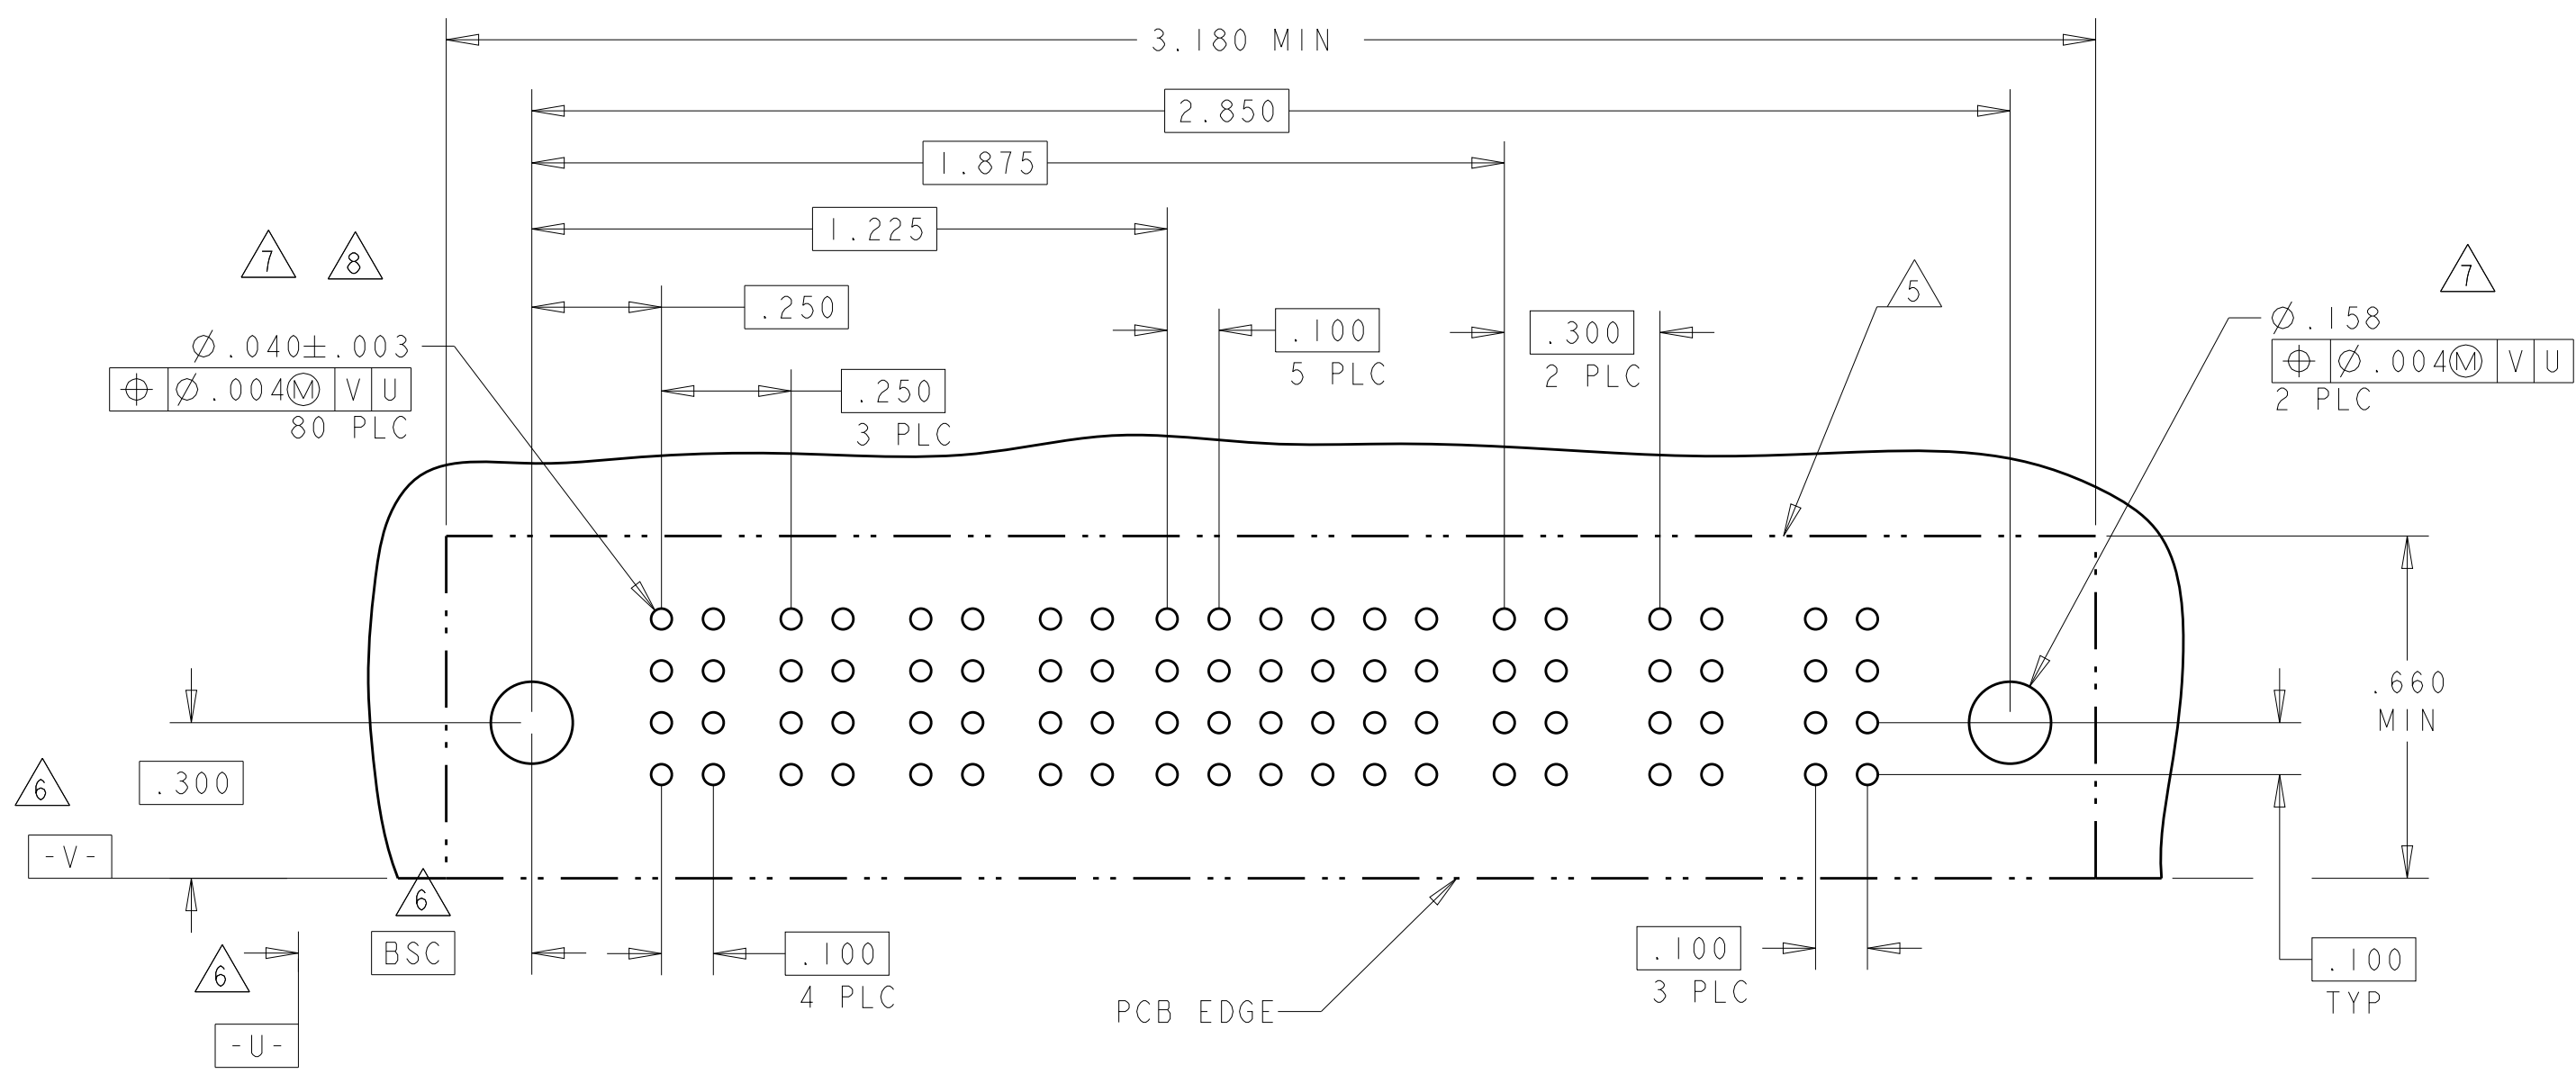 3.180 MIN
2.850
1.875
1.225
7 8
7
.250
5
.100
5 PLC
.300
2 PLC
Ø.158
⌖ Ø.004Ⓜ V U
2 PLC
Ø.040±.003
⌖ Ø.004Ⓜ V U
80 PLC
.250
3 PLC
.660
MIN
.300
6
-V-
6
BSC
6
-U-
.100
4 PLC
PCB EDGE
.100
3 PLC
.100
TYP